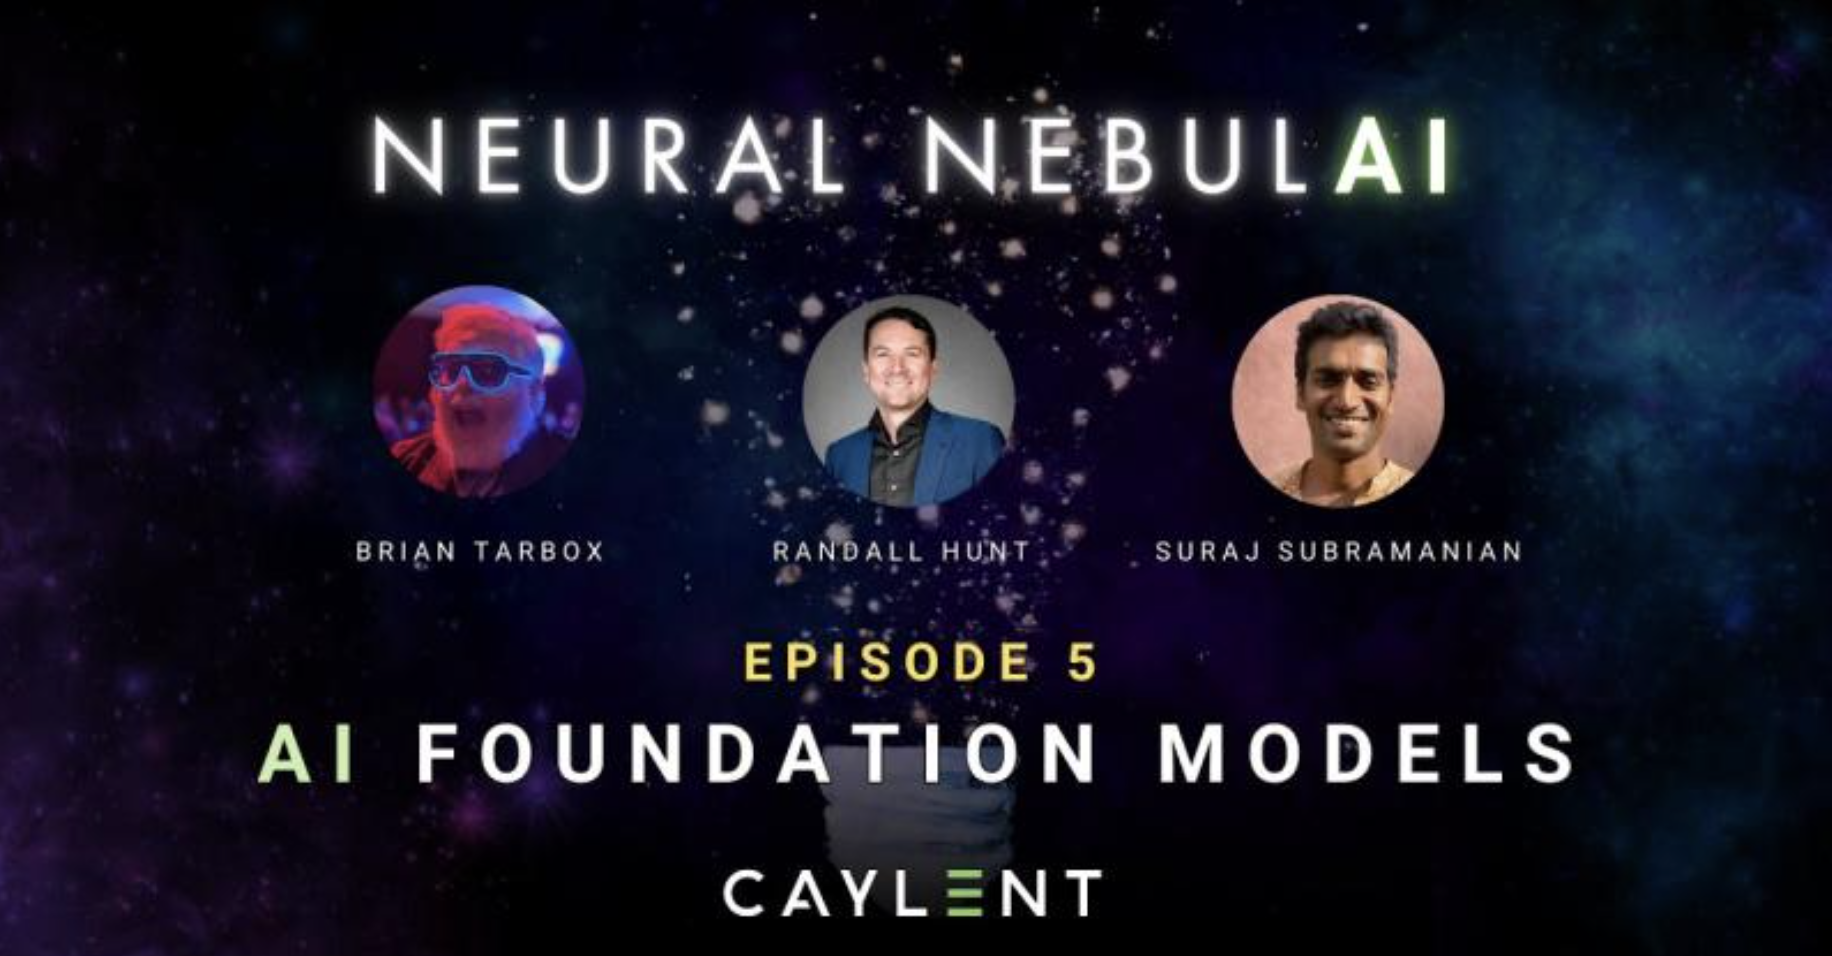 NEURAL NEBULAI
BRIAN TARBOX
RANDALL HUNT
SURAJ SUBRAMANIAN
EPISODE 5
AI FOUNDATION MODELS
CAYLENT